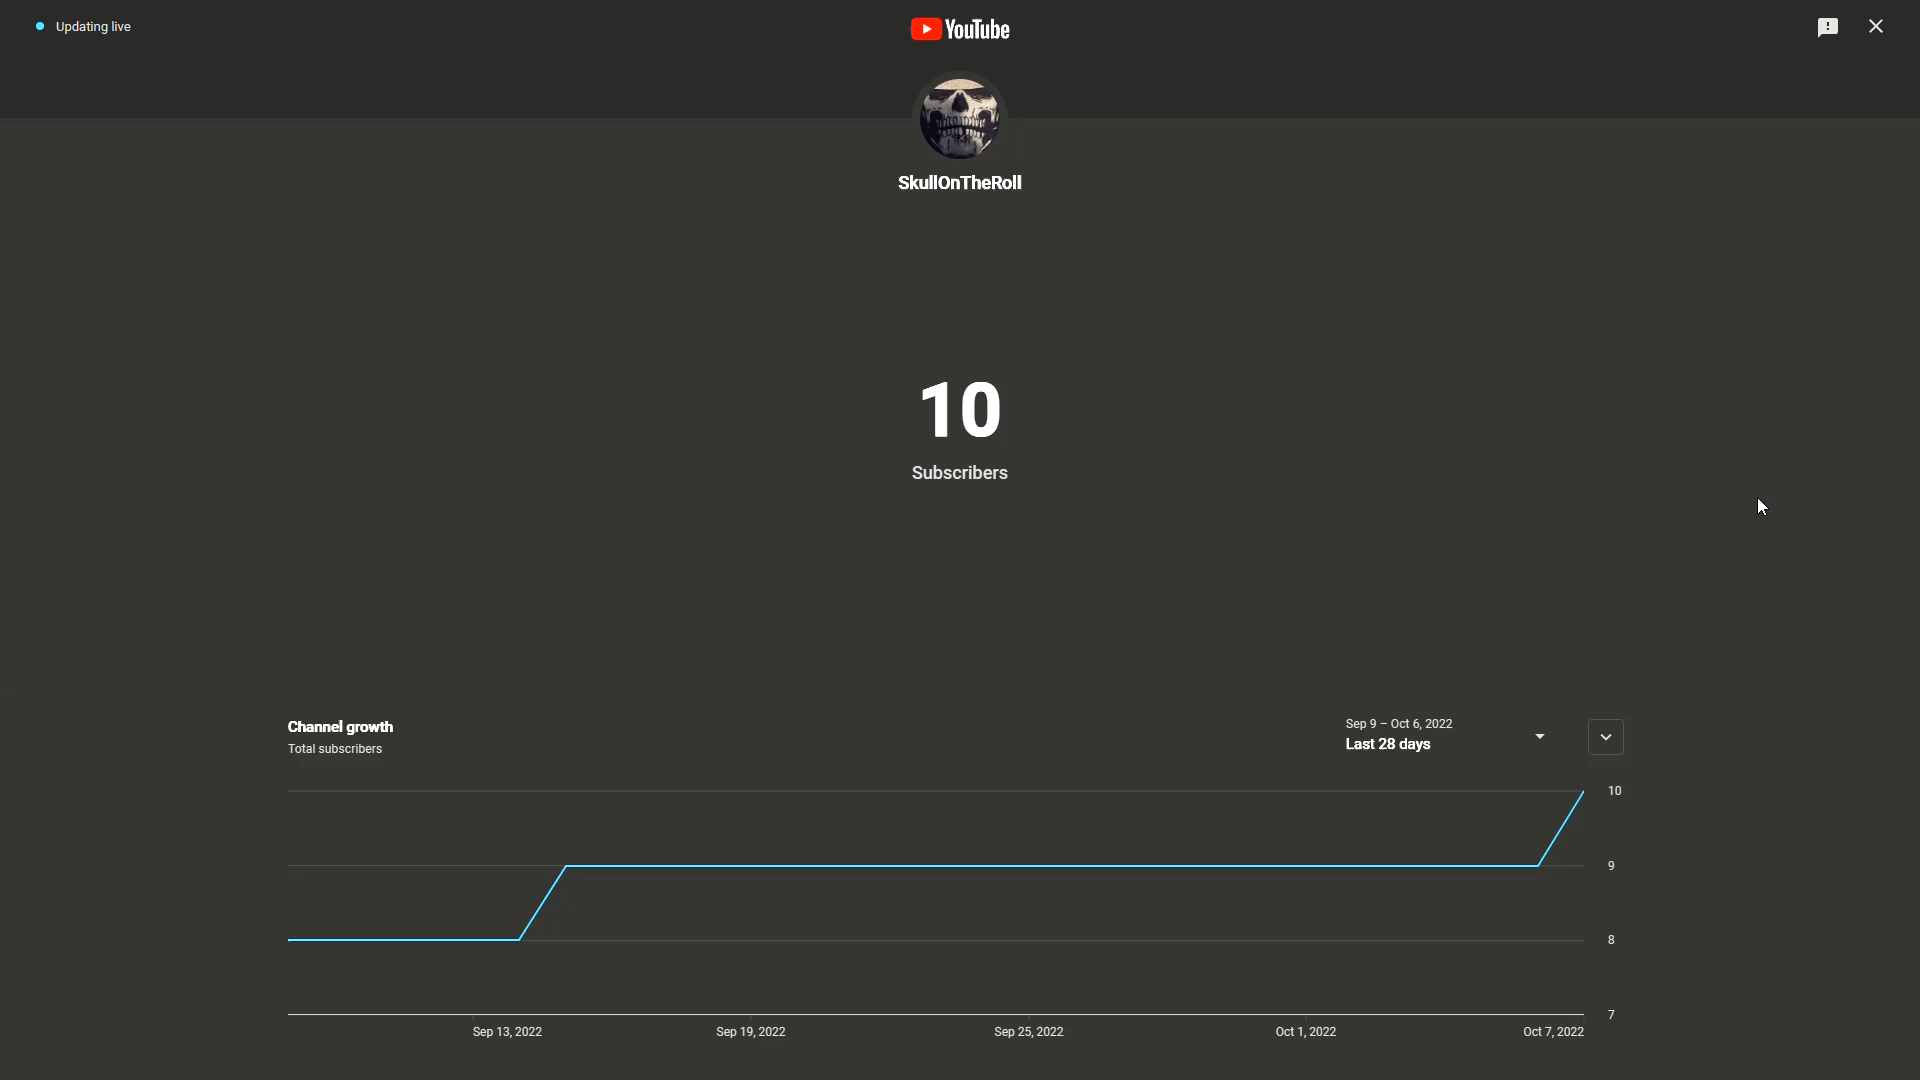 Updating live
YouTube
SkullOnTheRoll
10
Subscribers
Channel growth
Total subscribers
Sep 9 – Oct 6, 2022
Last 28 days
10
9
8
7
Sep 13, 2022
Sep 19, 2022
Sep 25, 2022
Oct 1, 2022
Oct 7, 2022